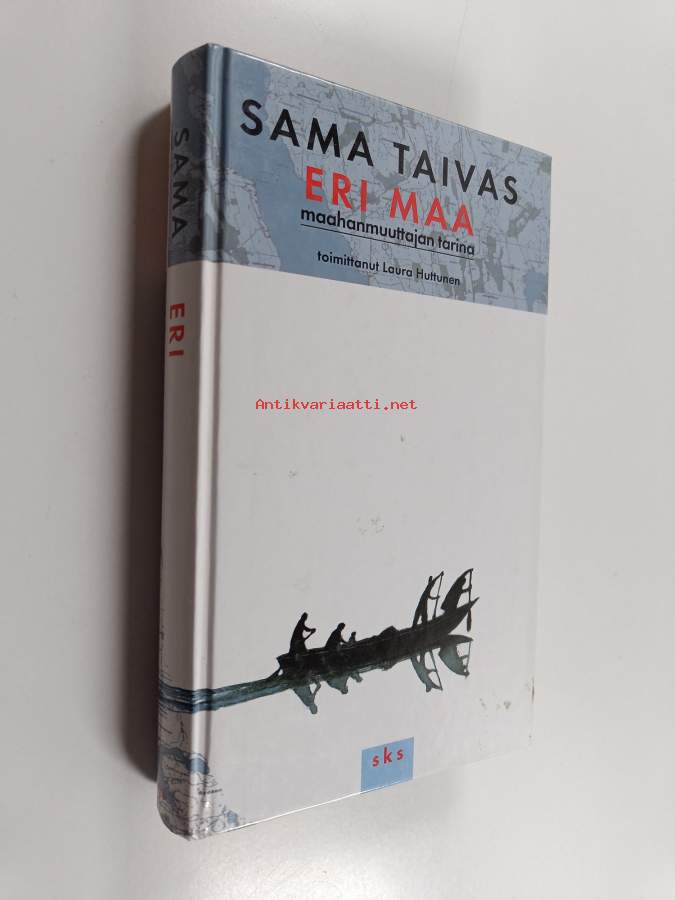 SAMA TAIVAS
ERI MAA
maahanmuuttajan tarina
toimittanut Laura Huttunen
SAMA ERI
Antikvariaatti.net
sks